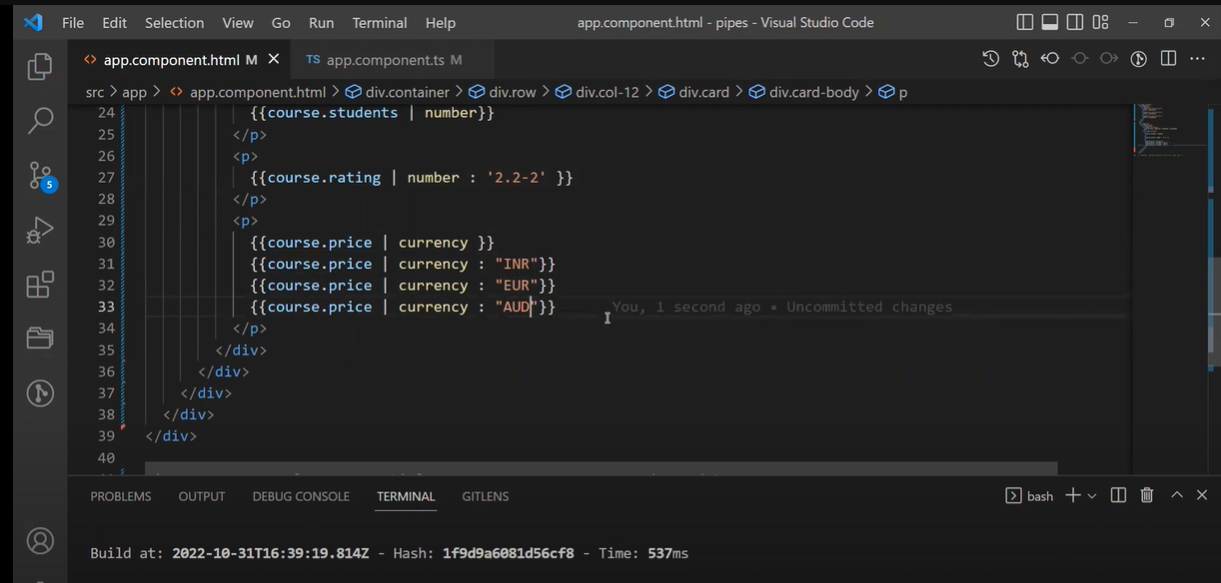 File Edit Selection View Go Run Terminal Help app.component.html - pipes - Visual Studio Code
app.component.html M TS app.component.ts M
src > app > app.component.html > div.container > div.row > div.col-12 > div.card > div.card-body > p
24 {{course.students | number}}
25 </p>
26 <p>
27 {{course.rating | number : '2.2-2' }}
28 </p>
29 <p>
30 {{course.price | currency }}
31 {{course.price | currency : "INR"}}
32 {{course.price | currency : "EUR"}}
33 {{course.price | currency : "AUD"}} You, 1 second ago • Uncommitted changes
34 </p>
35 </div>
36 </div>
37 </div>
38 </div>
39 </div>
40
5
PROBLEMS OUTPUT DEBUG CONSOLE TERMINAL GITLENS bash
Build at: 2022-10-31T16:39:19.814Z - Hash: 1f9d9a6081d56cf8 - Time: 537ms